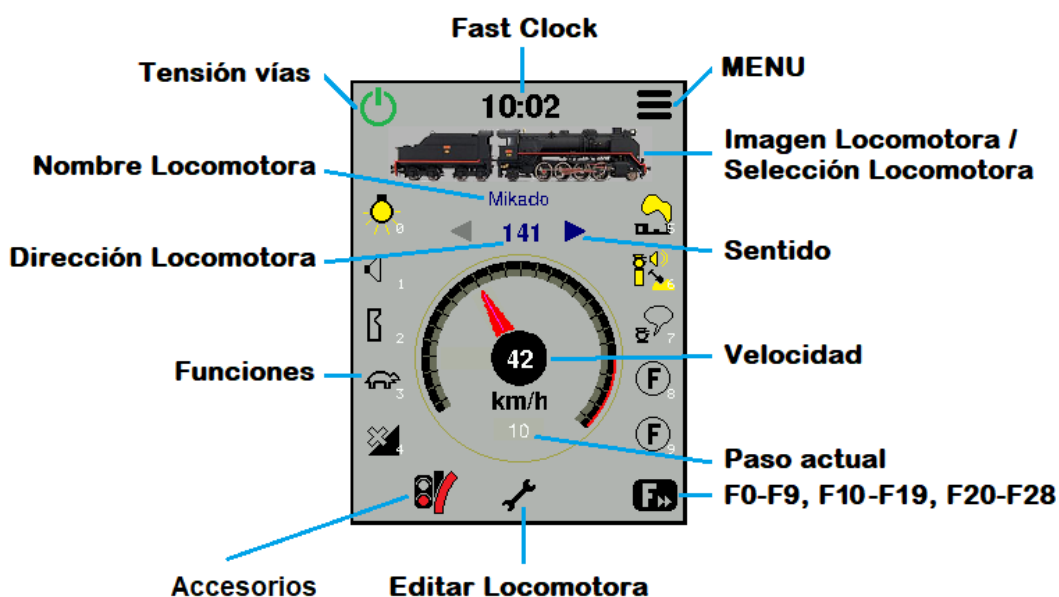 Fast Clock
Tensión vías
MENU
10:02
Imagen Locomotora /
Selección Locomotora
Nombre Locomotora
Mikado
0
5
141
Dirección Locomotora
Sentido
1
6
2
7
Velocidad
42
Funciones
3
F
8
km/h
10
4
F
9
Paso actual
F
F0-F9, F10-F19, F20-F28
Accesorios
Editar Locomotora